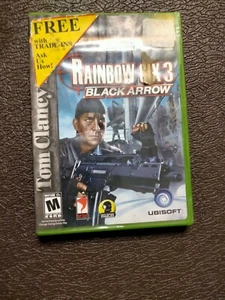 FREE
with
TRADE-INS
Ask
Us
How!
RAINBOW SIX 3
BLACK ARROW
Tom Clancy
M
UBISOFT